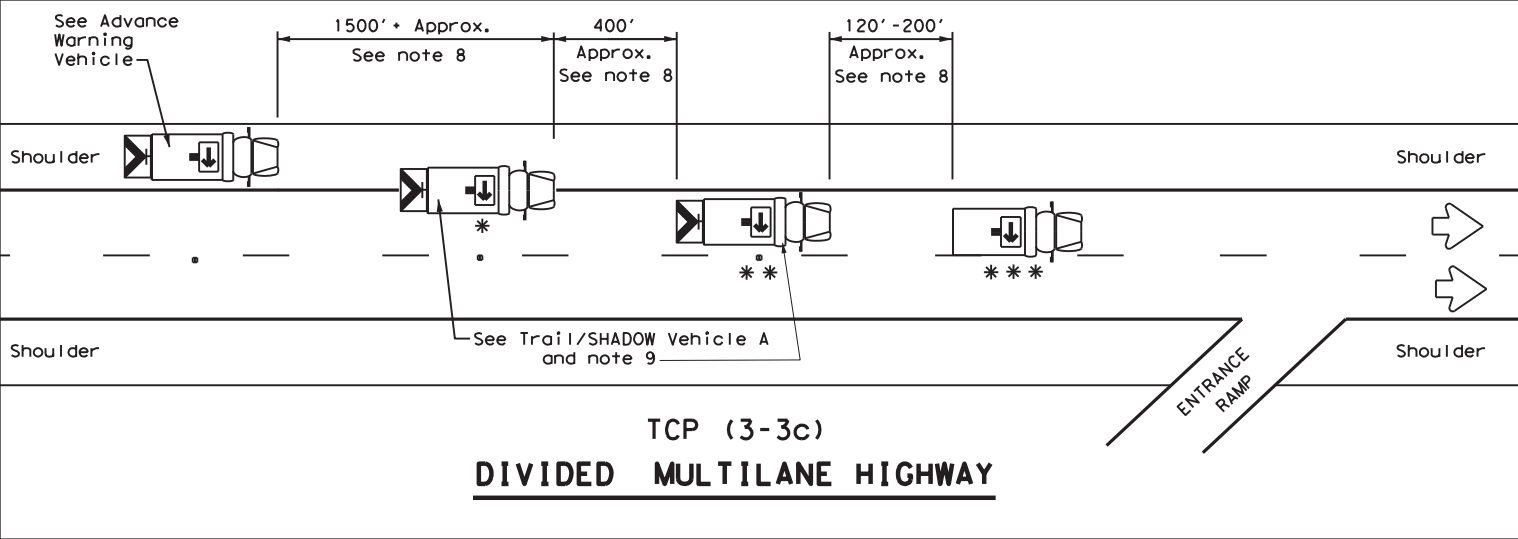 See Advance
Warning
Vehicle
1500'+ Approx.
See note 8
400'
Approx.
See note 8
120'-200'
Approx.
See note 8
Shoulder
Shoulder
*
* *
* * *
See Trail/SHADOW Vehicle A
and note 9
Shoulder
Shoulder
ENTRANCE
RAMP
TCP (3-3c)
DIVIDED MULTILANE HIGHWAY